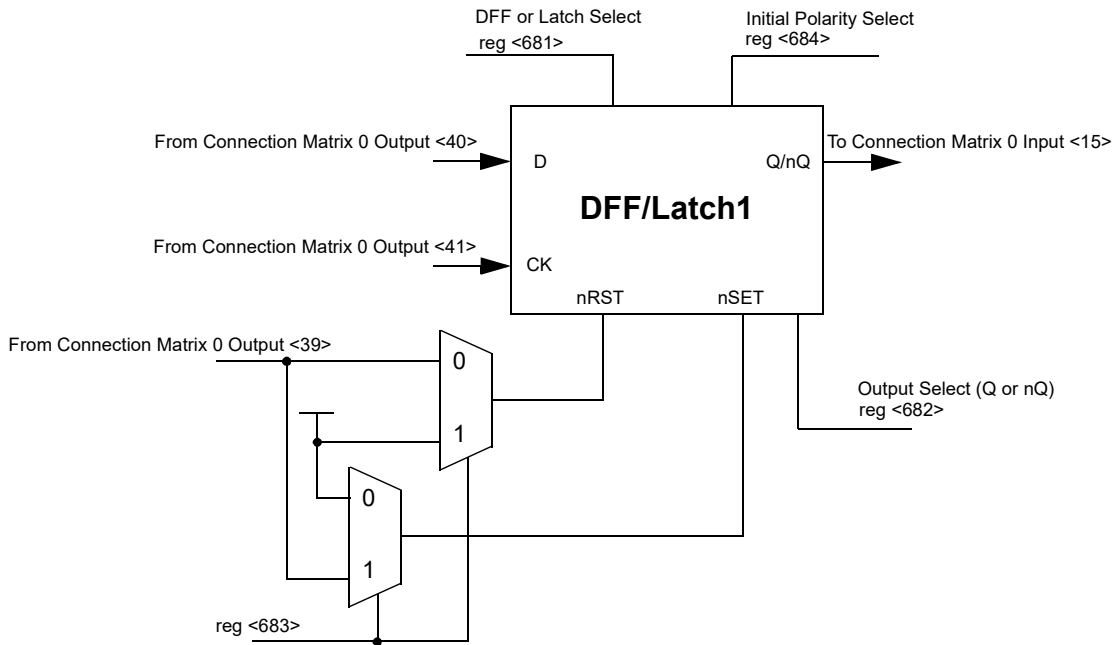 DFF or Latch Select
reg <681>
Initial Polarity Select
reg <684>
From Connection Matrix 0 Output <40>
D
Q/nQ
To Connection Matrix 0 Input <15>
DFF/Latch1
From Connection Matrix 0 Output <41>
CK
nRST
nSET
From Connection Matrix 0 Output <39>
0
1
Output Select (Q or nQ)
reg <682>
0
1
reg <683>